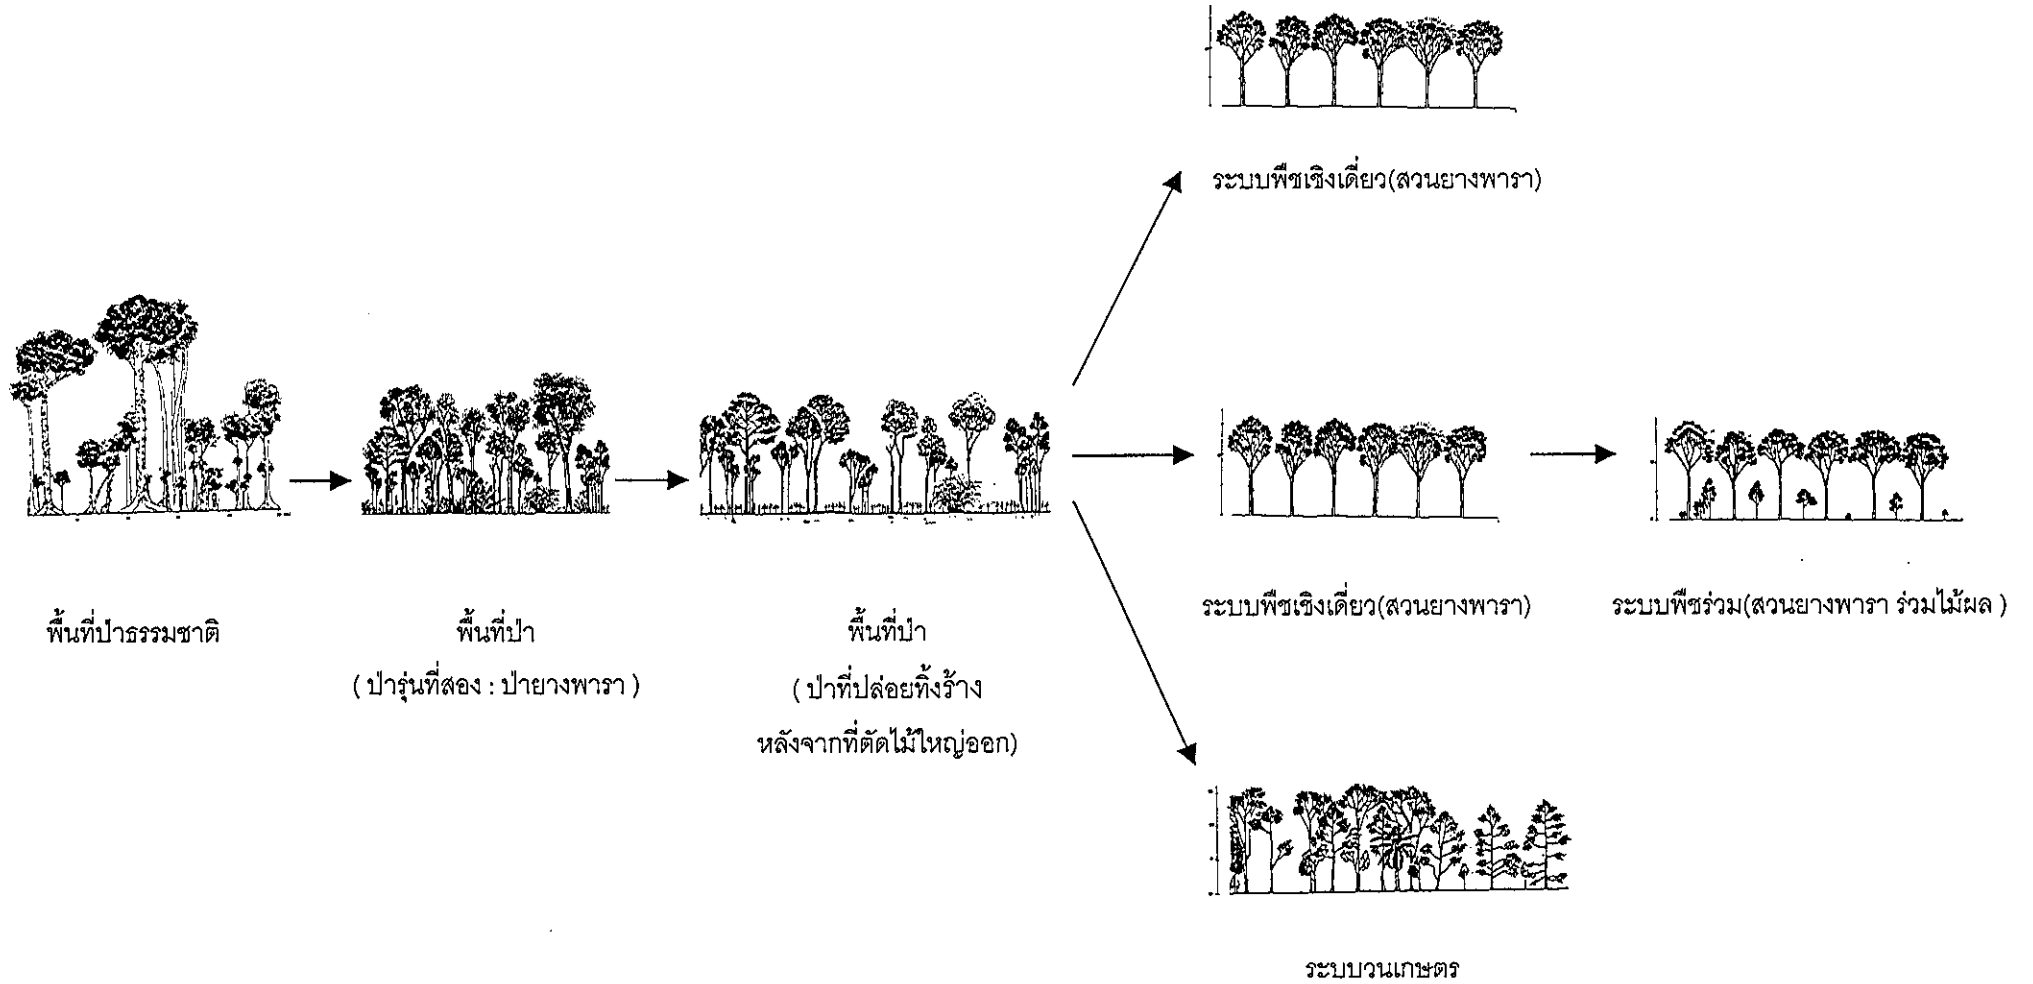 ระบบพืชเชิงเดี่ยว(สวนยางพารา)
ระบบพืชเชิงเดี่ยว(สวนยางพารา)
ระบบพืชร่วม(สวนยางพารา ร่วมไม้ผล )
พื้นที่ป่าธรรมชาติ
พื้นที่ป่า
( ป่ารุ่นที่สอง : ป่ายางพารา )
พื้นที่ป่า
( ป่าที่ปล่อยทิ้งร้าง
หลังจากที่ตัดไม้ใหญ่ออก)
ระบบวนเกษตร